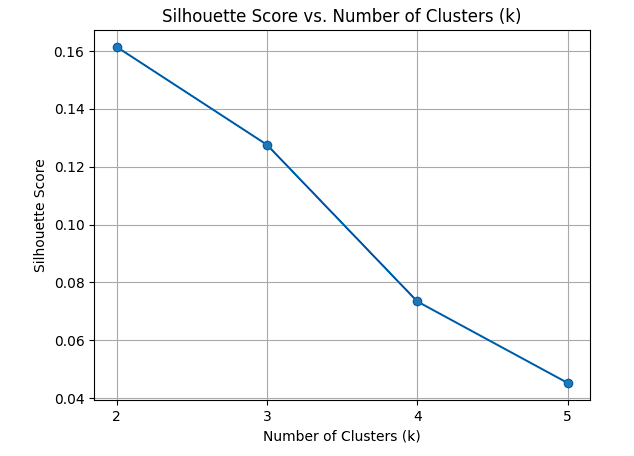 Silhouette Score vs. Number of Clusters (k)
0.16
0.14
0.12
0.10
0.08
0.06
0.04
Silhouette Score
2 3 4 5
Number of Clusters (k)